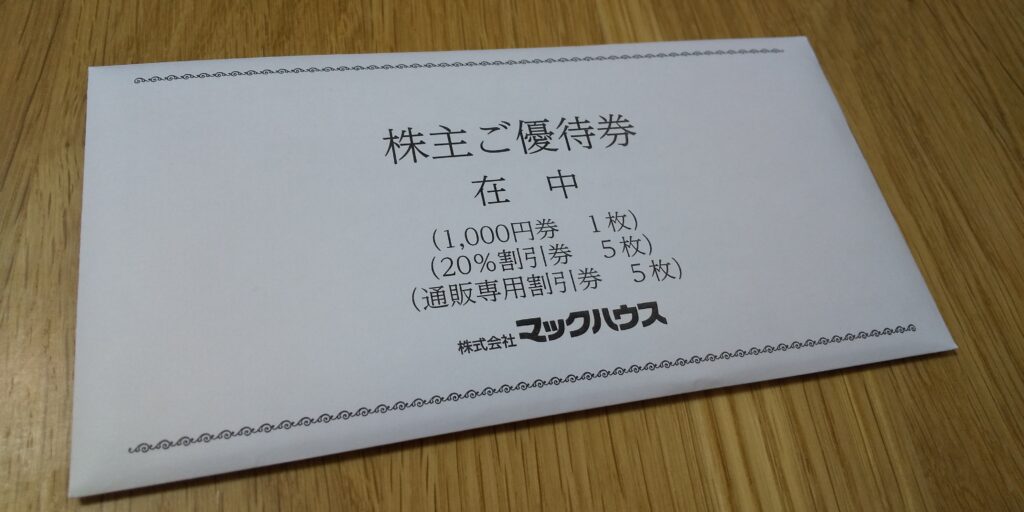 株主ご優待券
在　中
（1,000円券　１枚）
（20％割引券　５枚）
（通販専用割引券　５枚）
株式会社 マックハウス